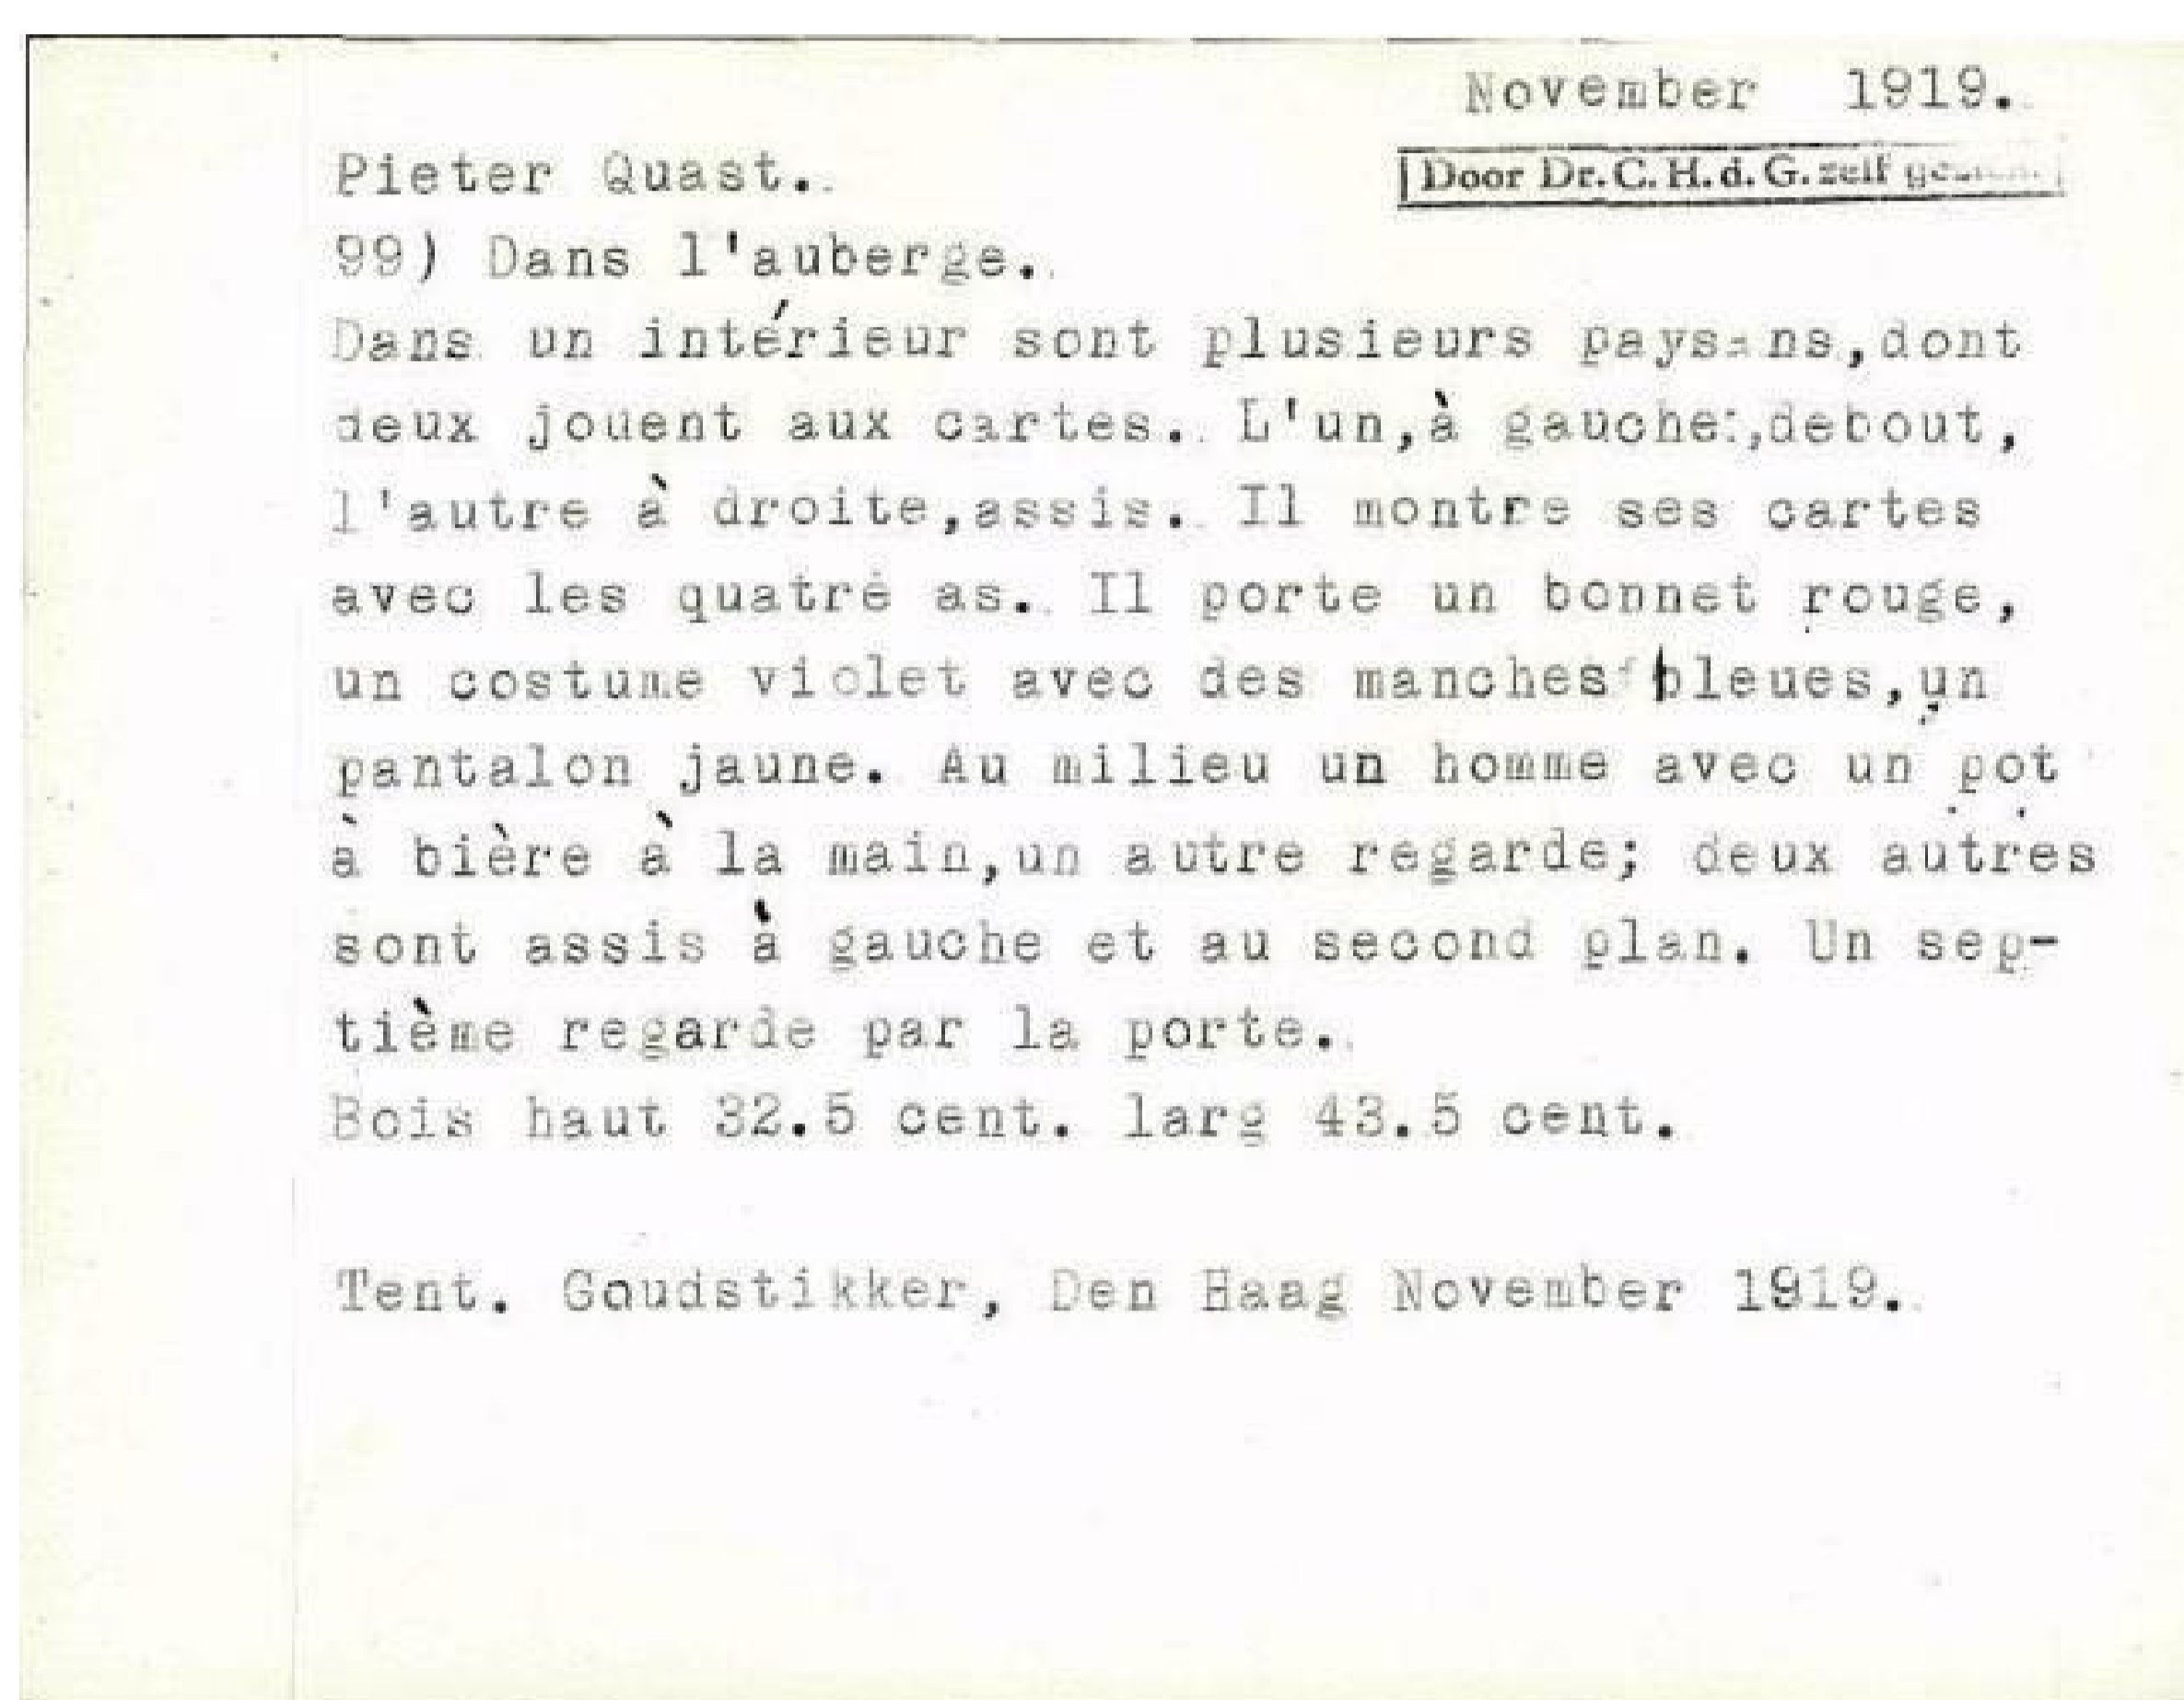 November 1919.
Pieter Quast.
Door Dr. C. H. d. G. zelf
99) Dans l'auberge.
Dans un intérieur sont plusieurs paysans,dont
deux jouent aux cartes. L'un,à gauche:,debout,
l'autre à droite,assis. Il montre ses cartes
avec les quatre as. Il porte un bonnet rouge,
un costume violet avec des manches bleues,un
pantalon jaune. Au milieu un homme avec un pot
à bière à la main,un autre regarde; deux autres
sont assis à gauche et au second plan. Un sep-
tième regarde par la porte.
Bois haut 32.5 cent. larg 43.5 cent.
Tent. Goudstikker, Den Haag November 1919.